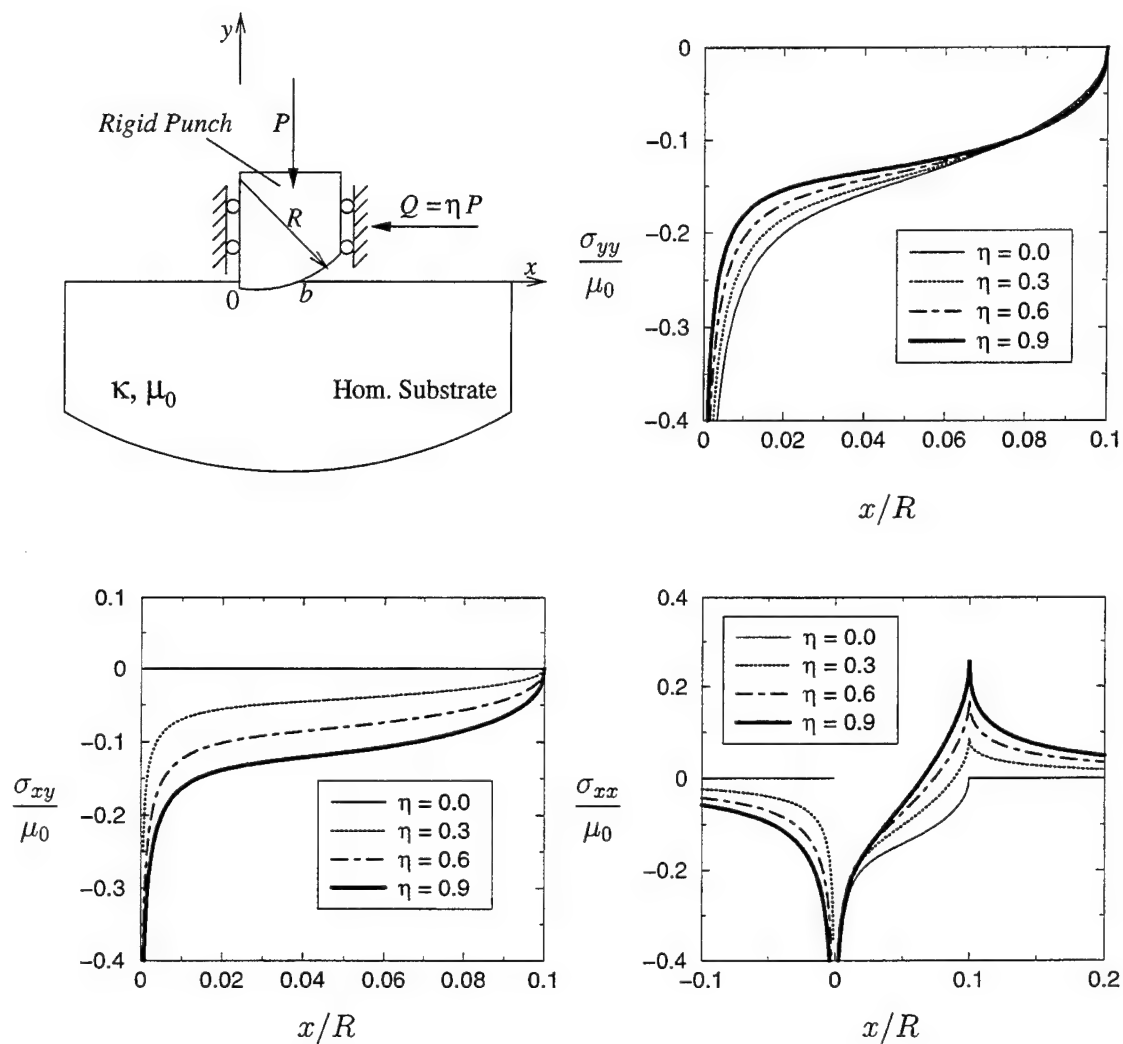 y
Rigid Punch
P
R
Q = η P
x
0
b
κ, μ₀
Hom. Substrate
σ_yy / μ₀
0
−0.1
−0.2
−0.3
−0.4
η = 0.0
η = 0.3
η = 0.6
η = 0.9
0 0.02 0.04 0.06 0.08 0.1
x/R
σ_xy / μ₀
0.1
0
−0.1
−0.2
−0.3
−0.4
η = 0.0
η = 0.3
η = 0.6
η = 0.9
0 0.02 0.04 0.06 0.08 0.1
x/R
σ_xx / μ₀
0.4
0.2
0
−0.2
−0.4
η = 0.0
η = 0.3
η = 0.6
η = 0.9
−0.1 0 0.1 0.2
x/R